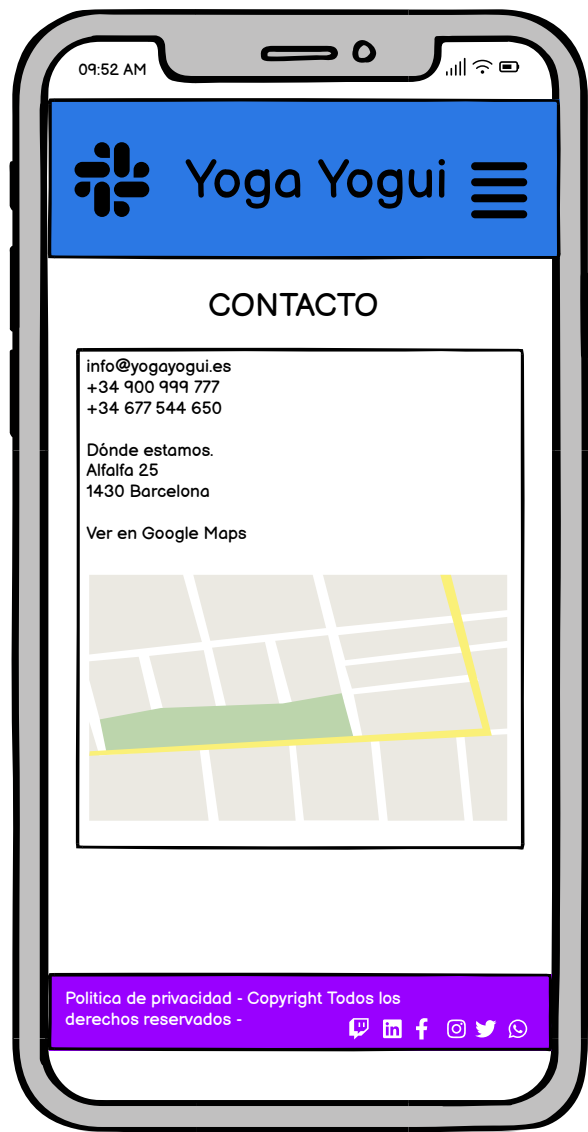 09:52 AM
Yoga Yogui
CONTACTO
info@yogayogui.es
+34 900 999 777
+34 677 544 650
Dónde estamos.
Alfalfa 25
1430 Barcelona
Ver en Google Maps
Politica de privacidad - Copyright Todos los
derechos reservados -